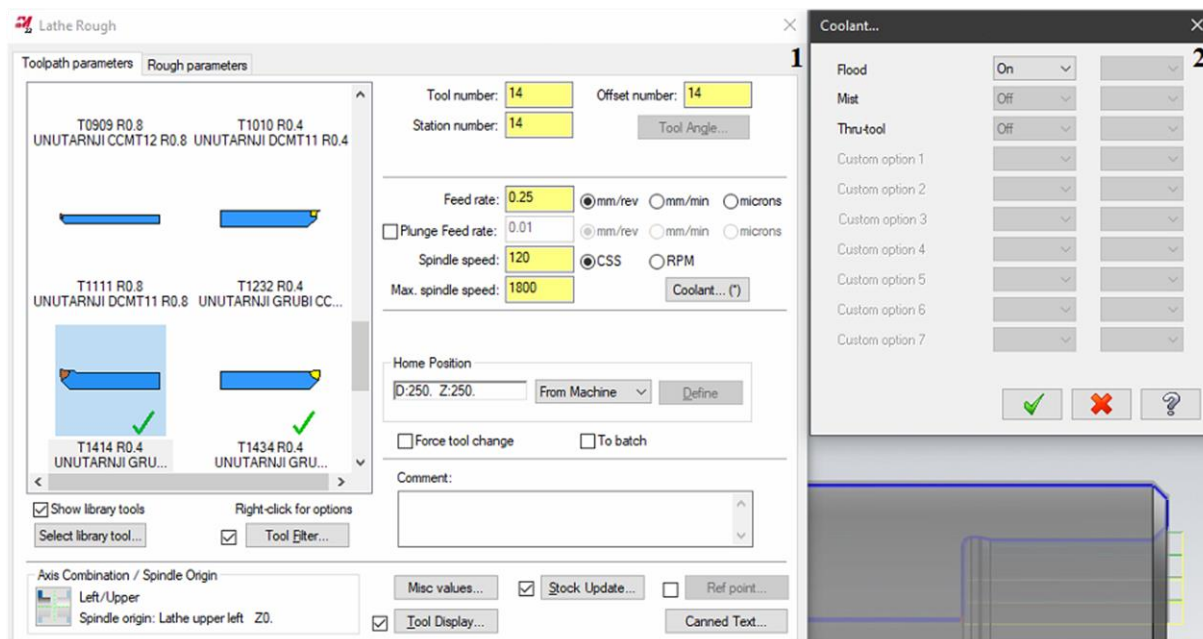 Lathe Rough
1
Toolpath parameters
Rough parameters
T0909 R0.8
UNUTARNJI CCMT12 R0.8
T1010 R0.4
UNUTARNJI DCMT11 R0.4
T1111 R0.8
UNUTARNJI DCMT11 R0.8
T1232 R0.4
UNUTARNJI GRUBI CC...
T1414 R0.4
UNUTARNJI GRU...
T1434 R0.4
UNUTARNJI GRU...
Show library tools
Right-click for options
Select library tool...
Tool Filter...
Axis Combination / Spindle Origin
Left/Upper
Spindle origin: Lathe upper left Z0.
Tool number: 14
Offset number: 14
Station number: 14
Tool Angle...
Feed rate: 0.25 mm/rev mm/min microns
Plunge Feed rate: 0.01 mm/rev mm/min microns
Spindle speed: 120 CSS RPM
Max. spindle speed: 1800
Coolant... (*)
Home Position
D:250. Z:250. From Machine Define
Force tool change
To batch
Comment:
Misc values...
Stock Update...
Ref point...
Tool Display...
Canned Text...
Coolant...
2
Flood On
Mist Off
Thru-tool Off
Custom option 1
Custom option 2
Custom option 3
Custom option 4
Custom option 5
Custom option 6
Custom option 7